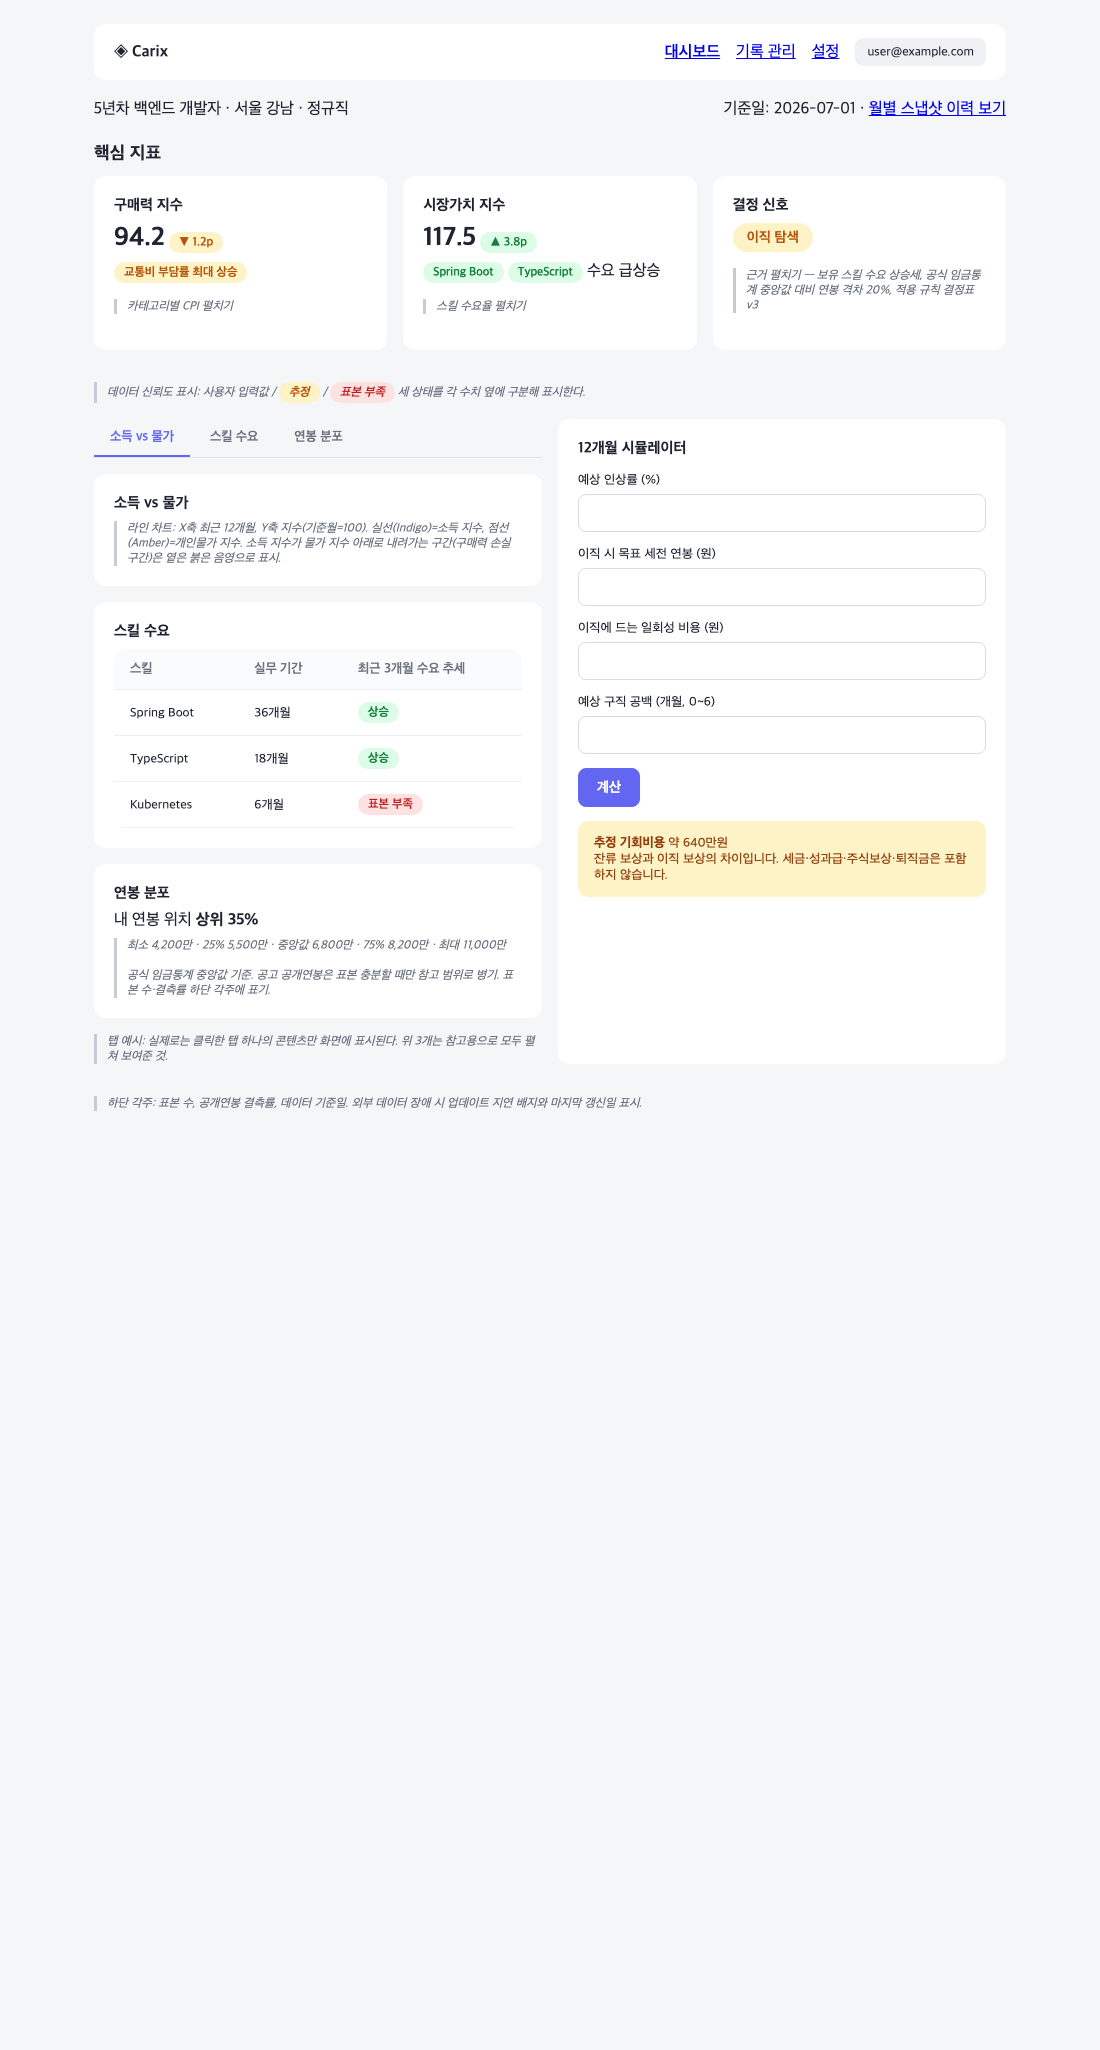 ◈ Carix
대시보드 기록 관리 설정 user@example.com
5년차 백엔드 개발자 · 서울 강남 · 정규직
기준일: 2026-07-01 · 월별 스냅샷 이력 보기
핵심 지표
구매력 지수
94.2 ▼ 1.2p
교통비 부담률 최대 상승
카테고리별 CPI 펼치기
시장가치 지수
117.5 ▲ 3.8p
Spring Boot TypeScript 수요 급상승
스킬 수요율 펼치기
결정 신호
이직 탐색
근거 펼치기 — 보유 스킬 수요 상승세, 공식 임금통
계 중앙값 대비 연봉 격차 20%, 적용 규칙 결정표
v3
데이터 신뢰도 표시: 사용자 입력값 / 추정 / 표본 부족 세 상태를 각 수치 옆에 구분해 표시한다.
소득 vs 물가 스킬 수요 연봉 분포
소득 vs 물가
라인 차트: X축 최근 12개월, Y축 지수(기준월=100). 실선(Indigo)=소득 지수, 점선
(Amber)=개인물가 지수. 소득 지수가 물가 지수 아래로 내려가는 구간(구매력 손실
구간)은 옅은 붉은 음영으로 표시.
스킬 수요
스킬 실무 기간 최근 3개월 수요 추세
Spring Boot 36개월 상승
TypeScript 18개월 상승
Kubernetes 6개월 표본 부족
연봉 분포
내 연봉 위치 상위 35%
최소 4,200만 · 25% 5,500만 · 중앙값 6,800만 · 75% 8,200만 · 최대 11,000만
공식 임금통계 중앙값 기준. 공고 공개연봉은 표본 충분할 때만 참고 범위로 병기. 표
본 수·결측률 하단 각주에 표기.
탭 예시: 실제로는 클릭한 탭 하나의 콘텐츠만 화면에 표시된다. 위 3개는 참고용으로 모두 펼
쳐 보여준 것.
12개월 시뮬레이터
예상 인상률 (%)
이직 시 목표 세전 연봉 (원)
이직에 드는 일회성 비용 (원)
예상 구직 공백 (개월, 0~6)
계산
추정 기회비용 약 640만원
잔류 보상과 이직 보상의 차이입니다. 세금·성과급·주식보상·퇴직금은 포함
하지 않습니다.
하단 각주: 표본 수, 공개연봉 결측률, 데이터 기준일. 외부 데이터 장애 시 업데이트 지연 배지와 마지막 갱신일 표시.